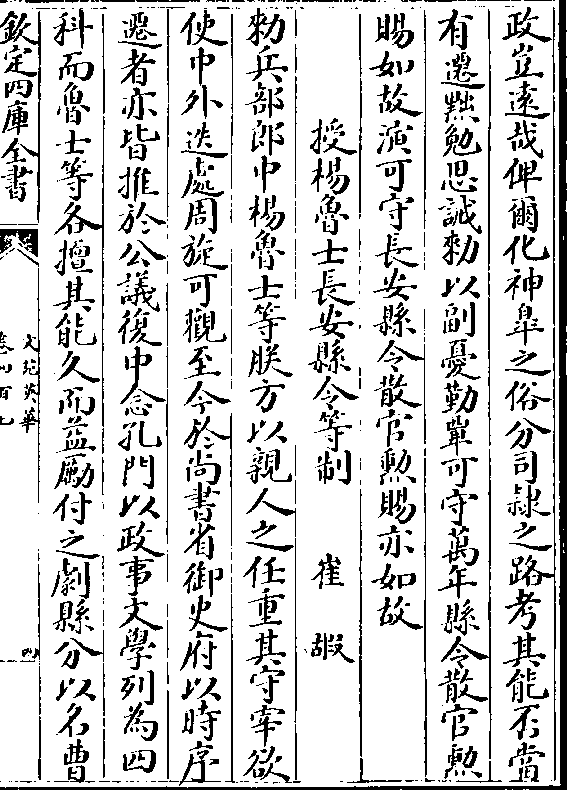 政豈遠哉俾爾化神臯之俗分司隷之路考其能否當
有遷黜勉思誠勑以副憂勤鞏可守萬年縣令散官勲
賜如故演可守長安縣令散官勲賜亦如故
授楊魯士長安縣令等制　崔嘏
勑兵部郎中楊魯士等朕方以親人之任重其守宰欲
使中外迭處周旋可觀至今於尚書省御史府以時序
遷者亦皆推於公議復中念孔門以政事文學列為四
科而魯士等各擅其能久而益勵付之劇縣分以名曹
欽定四庫全書
文苑英華
卷四百七
四